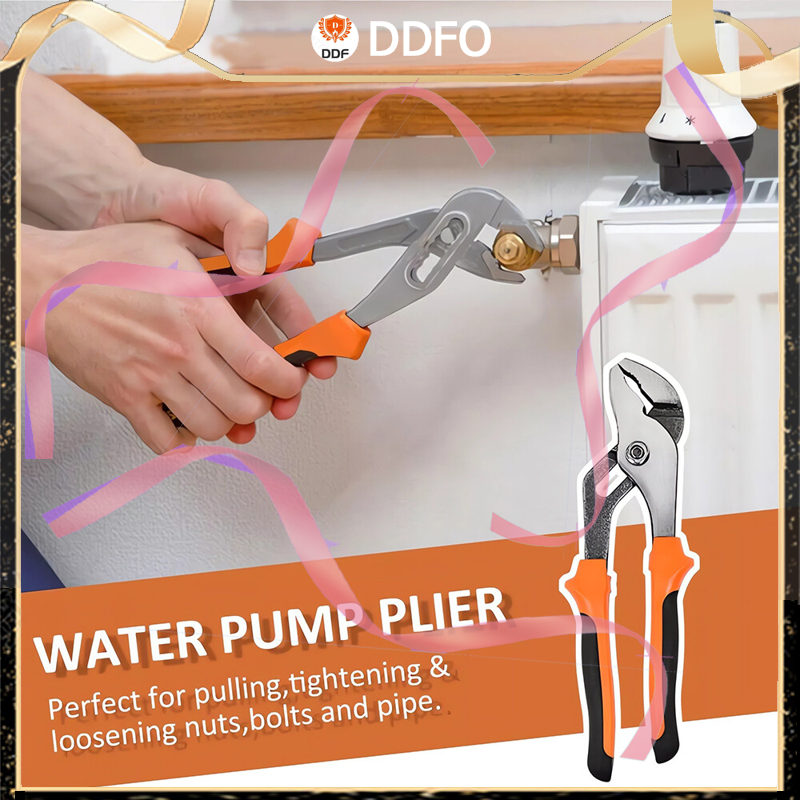 DDF
DDFO
WATER PUMP PLIER
Perfect for pulling,tightening &
loosening nuts,bolts and pipe.